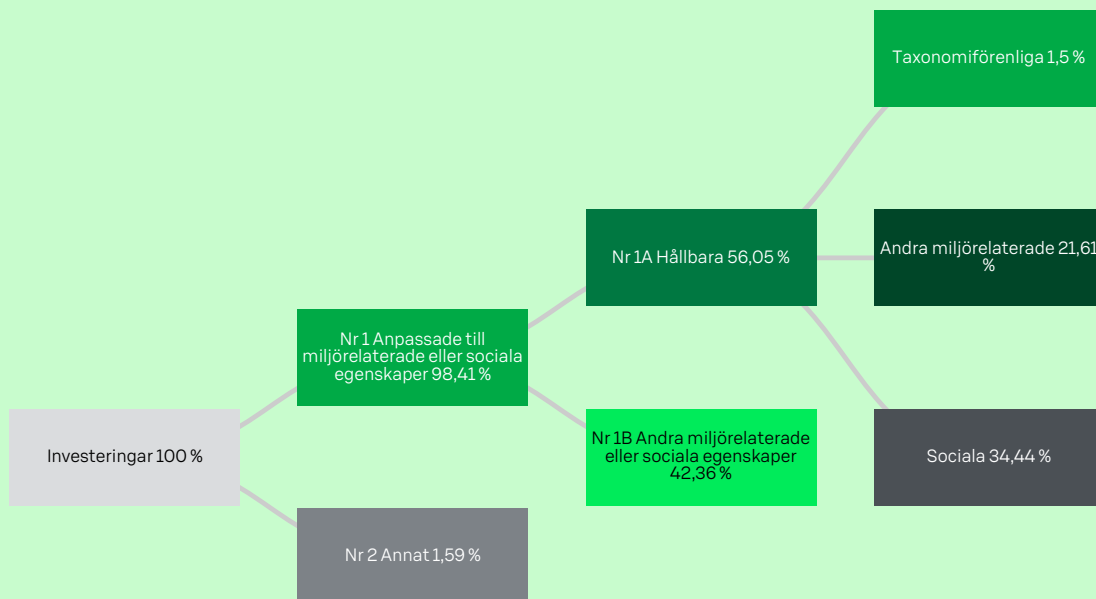 Taxonomiförenliga 1,5 %
Nr 1A Hållbara 56,05 %
Andra miljörelaterade 21,61
%
Nr 1 Anpassade till
miljörelaterade eller sociala
egenskaper 98,41 %
Investeringar 100 %
Nr 1B Andra miljörelaterade
eller sociala egenskaper
42,36 %
Sociala 34,44 %
Nr 2 Annat 1,59 %